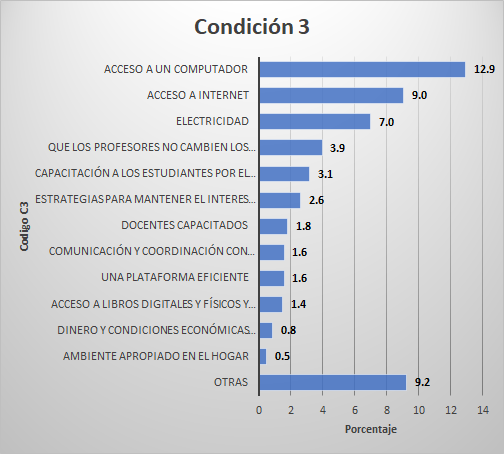 Condición 3
ACCESO A UN COMPUTADOR 12.9
ACCESO A INTERNET 9.0
ELECTRICIDAD 7.0
QUE LOS PROFESORES NO CAMBIEN LOS… 3.9
CAPACITACIÓN A LOS ESTUDIANTES POR EL… 3.1
ESTRATEGIAS PARA MANTENER EL INTERES… 2.6
DOCENTES CAPACITADOS 1.8
COMUNICACIÓN Y COORDINACIÓN CON… 1.6
UNA PLATAFORMA EFICIENTE 1.6
ACCESO A LIBROS DIGITALES Y FÍSICOS Y… 1.4
DINERO Y CONDICIONES ECONÓMICAS… 0.8
AMBIENTE APROPIADO EN EL HOGAR 0.5
OTRAS 9.2
0 2 4 6 8 10 12 14
Porcentaje
Codigo C3